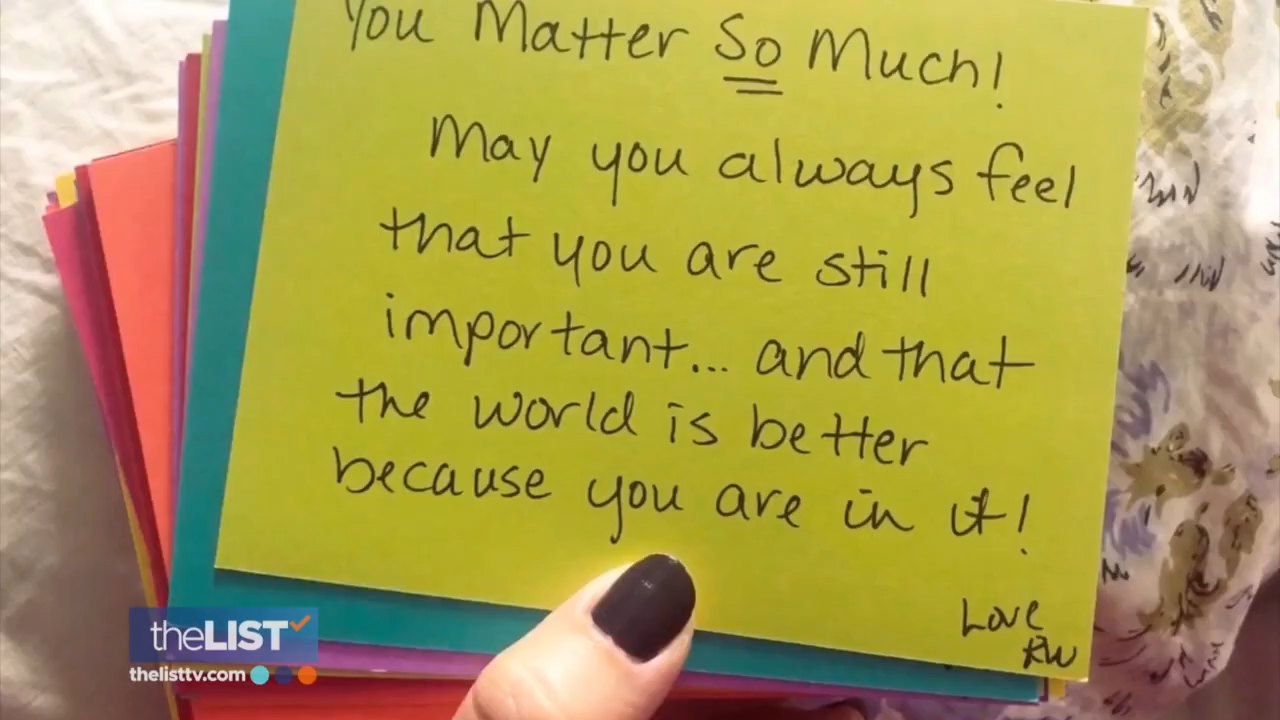 You Matter So Much!
May you always feel
that you are still
important... and that
the world is better
because you are in it!
Love
RW
theLIST
thelisttv.com